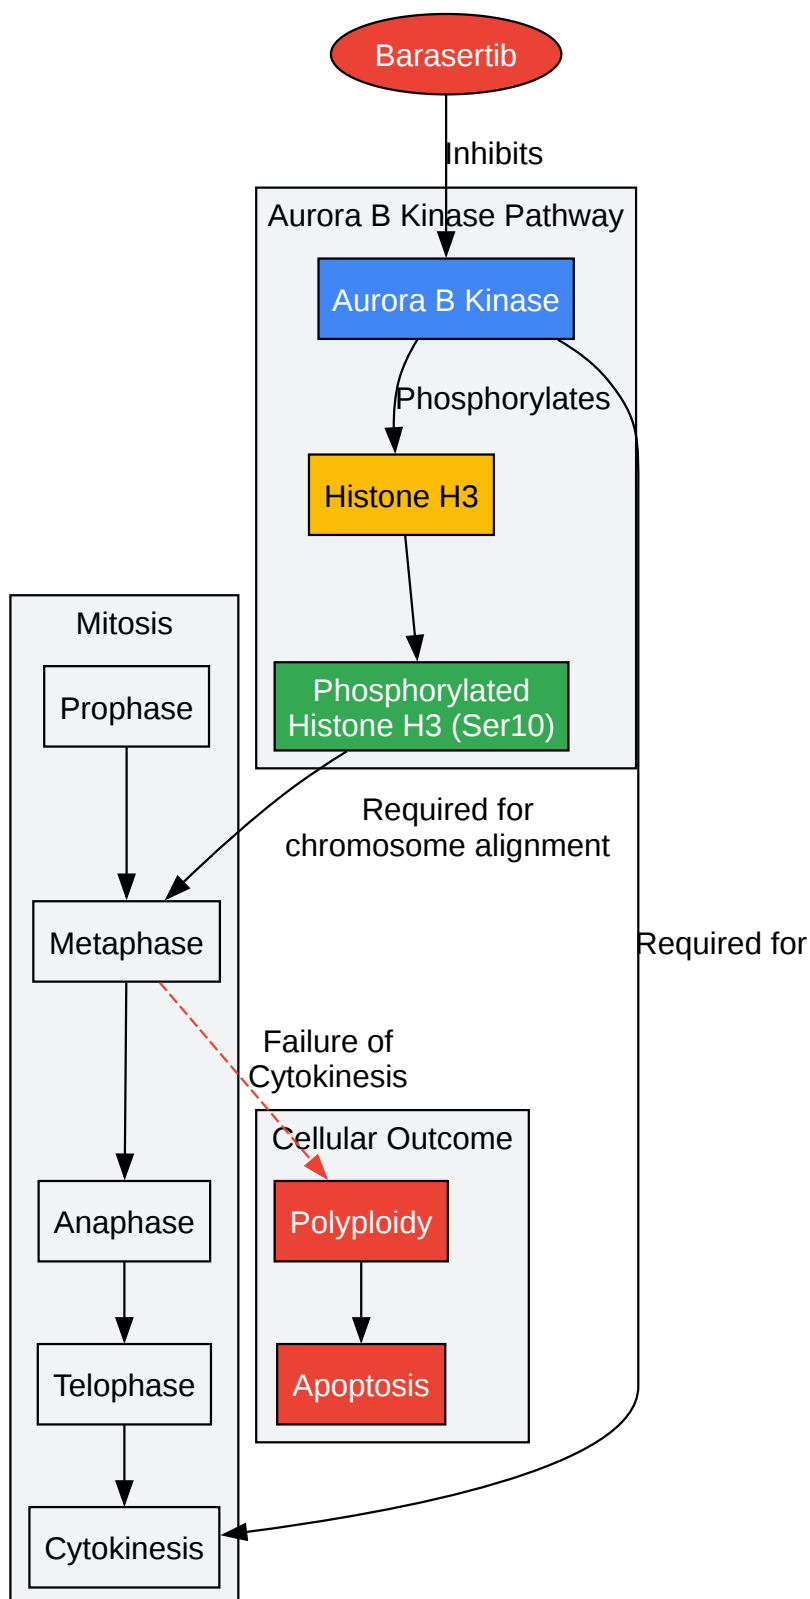 Barasertib
Inhibits
Aurora B Kinase Pathway
Aurora B Kinase
Phosphorylates
Histone H3
Mitosis
Prophase
Phosphorylated
Histone H3 (Ser10)
Required for
chromosome alignment
Metaphase
Required for
Failure of
Cytokinesis
Cellular Outcome
Anaphase
Polyploidy
Telophase
Apoptosis
Cytokinesis